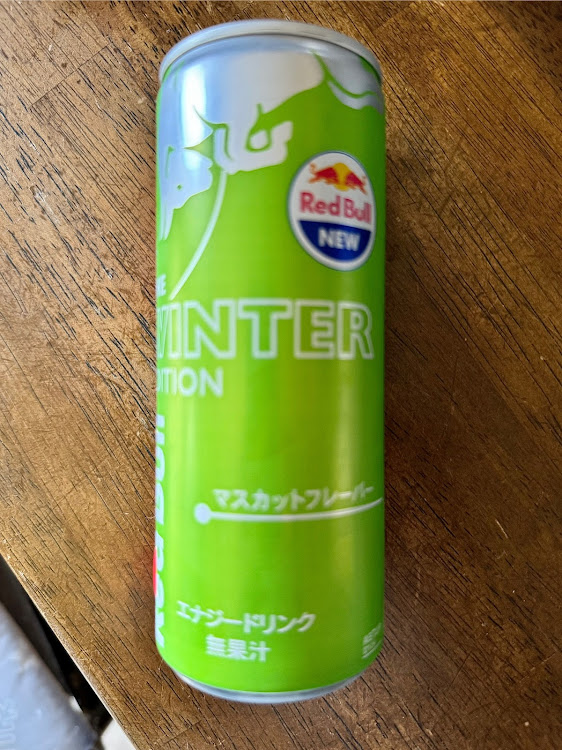 Red Bull
NEW
WINTER
DITION
マスカットフレーバー
エナジードリンク
無果汁